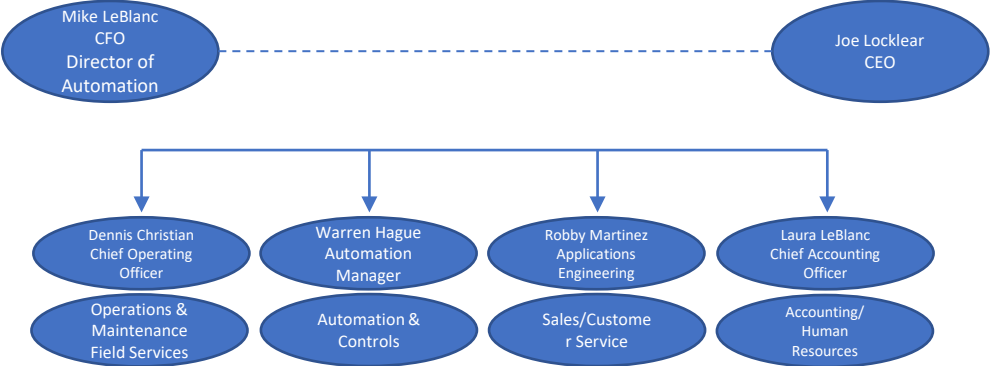 Mike LeBlanc
CFO
Director of
Automation
Joe Locklear
CEO
Dennis Christian
Chief Operating
Officer
Warren Hague
Automation
Manager
Robby Martinez
Applications
Engineering
Laura LeBlanc
Chief Accounting
Officer
Operations &
Maintenance
Field Services
Automation &
Controls
Sales/Custome
r Service
Accounting/
Human
Resources